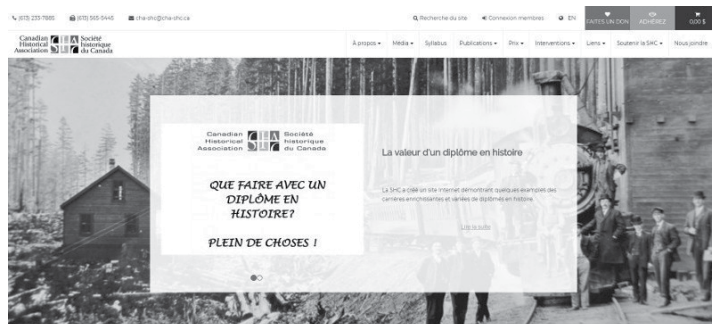 (613) 233-7885 (613) 565-5445 cha-shc@cha-shc.ca Recherche du site Connexion membres EN FAITES UN DON ADHÉREZ 0,00 $
Canadian Historical Association CHA SHC Société historique du Canada
À propos Média Syllabus Publications Prix Interventions Liens Soutenir la SHC Nous joindre
Canadian Historical Association CHA SHC Société historique du Canada
QUE FAIRE AVEC UN
DIPLÔME EN
HISTOIRE?
PLEIN DE CHOSES !
La valeur d'un diplôme en histoire
La SHC a créé un site Internet démontrant quelques exemples des
carrières enrichissantes et variées de diplômés en histoire.
Lire la suite